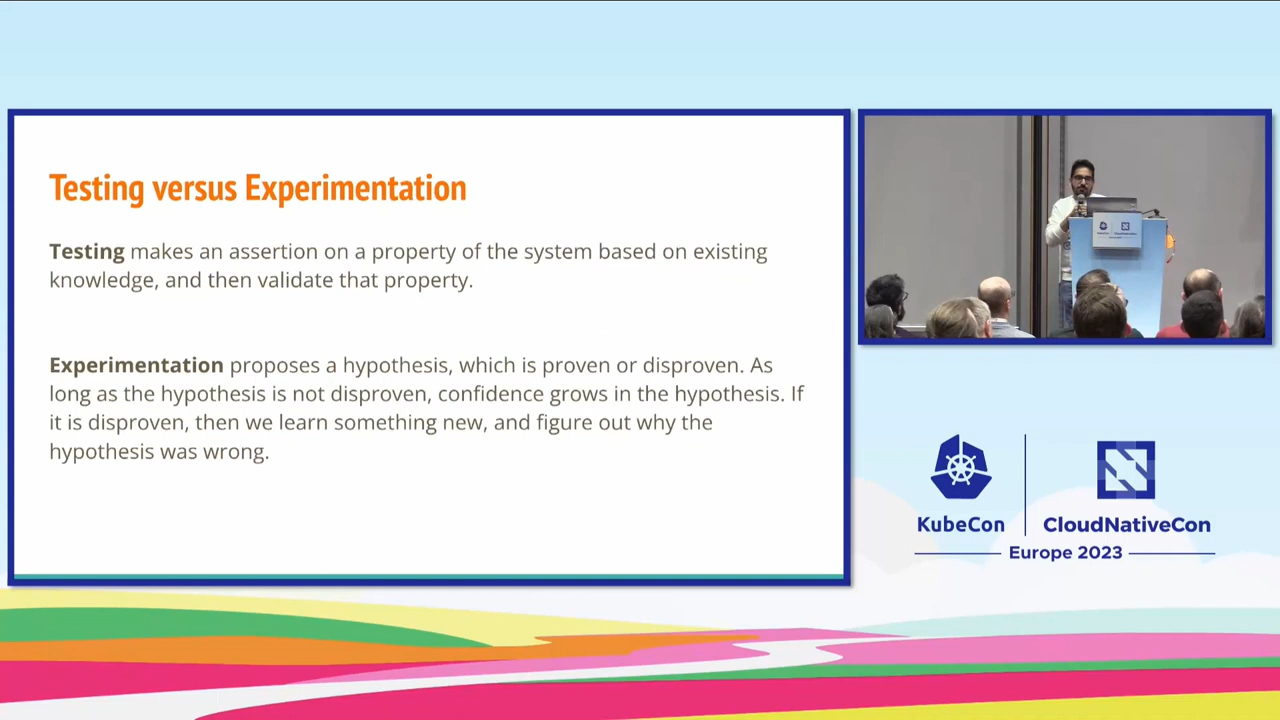 Testing versus Experimentation
Testing makes an assertion on a property of the system based on existing
knowledge, and then validate that property.
Experimentation proposes a hypothesis, which is proven or disproven. As
long as the hypothesis is not disproven, confidence grows in the hypothesis. If
it is disproven, then we learn something new, and figure out why the
hypothesis was wrong.
KubeCon
CloudNativeCon
Europe 2023